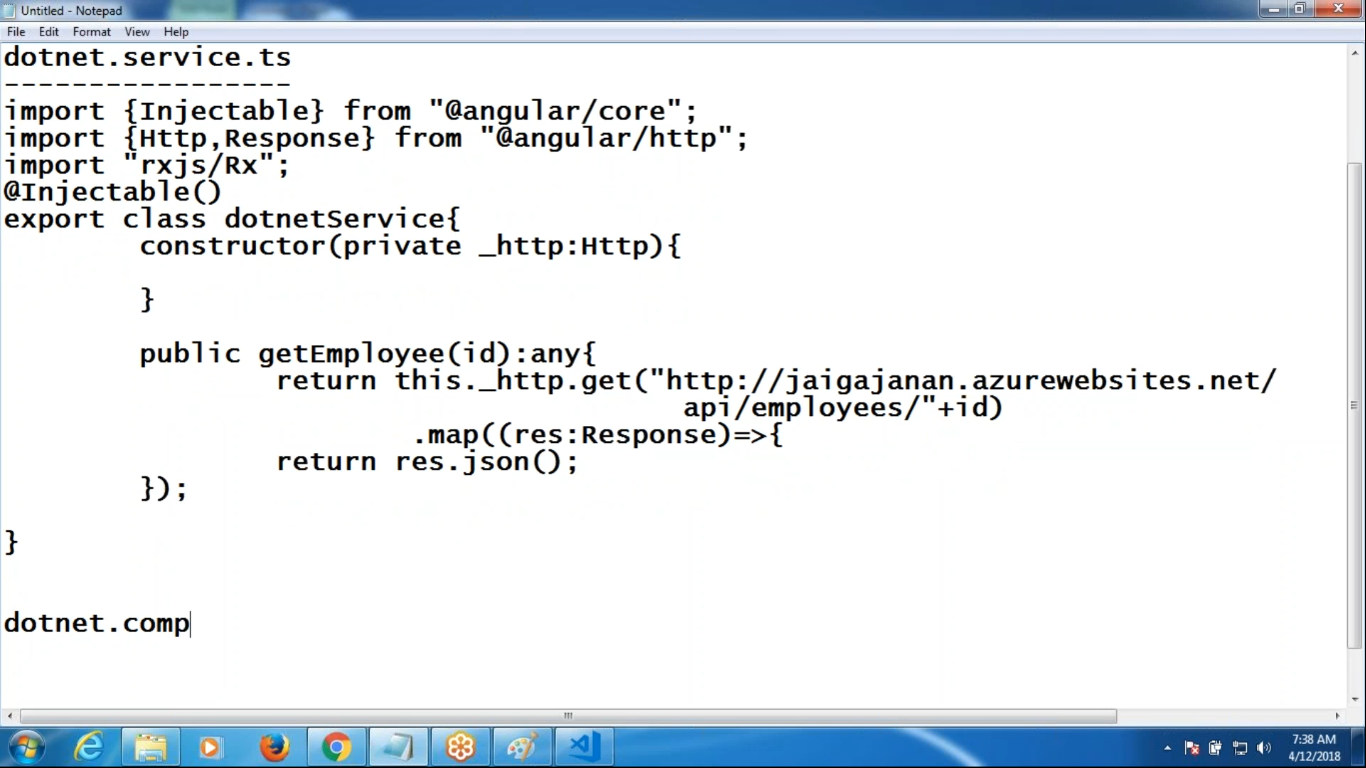 Untitled - Notepad
File Edit Format View Help
dotnet.service.ts
-----------------
import {Injectable} from "@angular/core";
import {Http,Response} from "@angular/http";
import "rxjs/Rx";
@Injectable()
export class dotnetService{
constructor(private _http:Http){
}
public getEmployee(id):any{
return this._http.get("http://jaigajanan.azurewebsites.net/
api/employees/"+id)
.map((res:Response)=>{
return res.json();
});
}
dotnet.comp
7:38 AM
4/12/2018